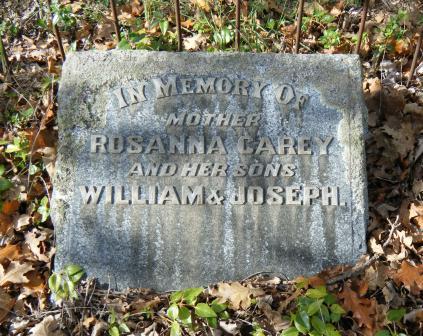 IN MEMORY OF
MOTHER
ROSANNA CAREY
AND HER SONS
WILLIAM & JOSEPH.